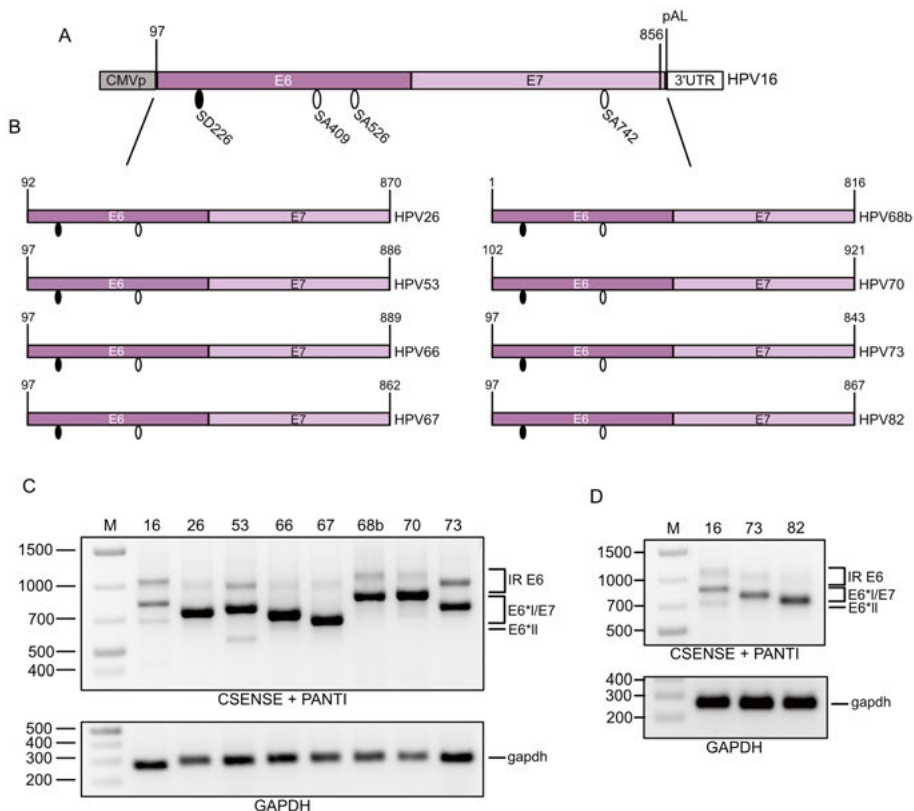 A
97
856
pAL
CMVp
E6
E7
3'UTR
HPV16
SD226
SA409
SA526
SA742
B
92
870
E6
E7
HPV26
1
816
E6
E7
HPV68b
97
886
E6
E7
HPV53
102
921
E6
E7
HPV70
97
889
E6
E7
HPV66
97
843
E6
E7
HPV73
97
862
E6
E7
HPV67
97
867
E6
E7
HPV82
C
M 16 26 53 66 67 68b 70 73
1500
1000
700
500
400
IR E6
E6*I/E7
E6*II
CSENSE + PANTI
500
400
300
200
gapdh
GAPDH
D
M 16 73 82
1500
1000
700
500
IR E6
E6*I/E7
E6*II
CSENSE + PANTI
400
300
200
gapdh
GAPDH